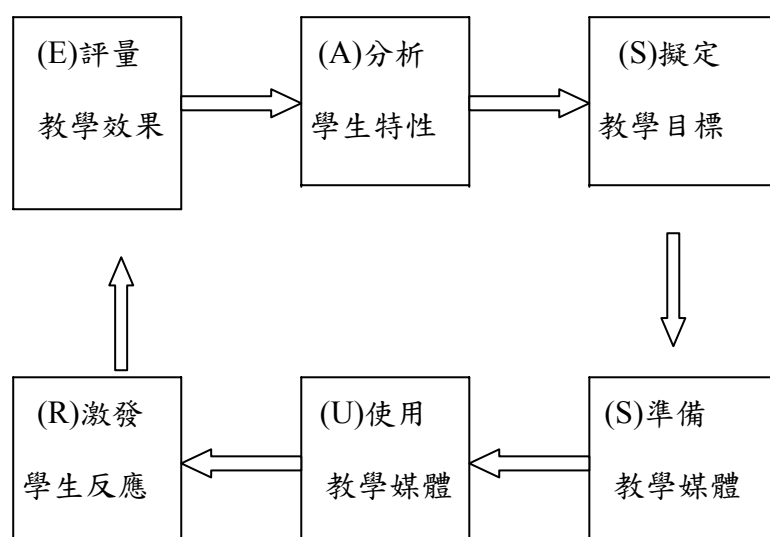 (E)評量
教學效果
(A)分析
學生特性
(S)擬定
教學目標
(R)激發
學生反應
(U)使用
教學媒體
(S)準備
教學媒體